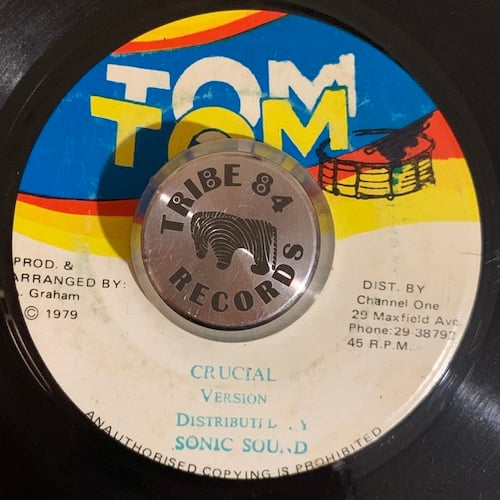 TOM
TOM
TRIBE 84
RECORDS
PROD. &
ARRANGED BY:
. Graham
© 1979
DIST. BY
Channel One
29 Maxfield Ave.
Phone: 29-38792
45 R.P.M.
CRUCIAL
VERSION
SONIC SOUND
UNAUTHORISED COPYING IS PROHIBITED